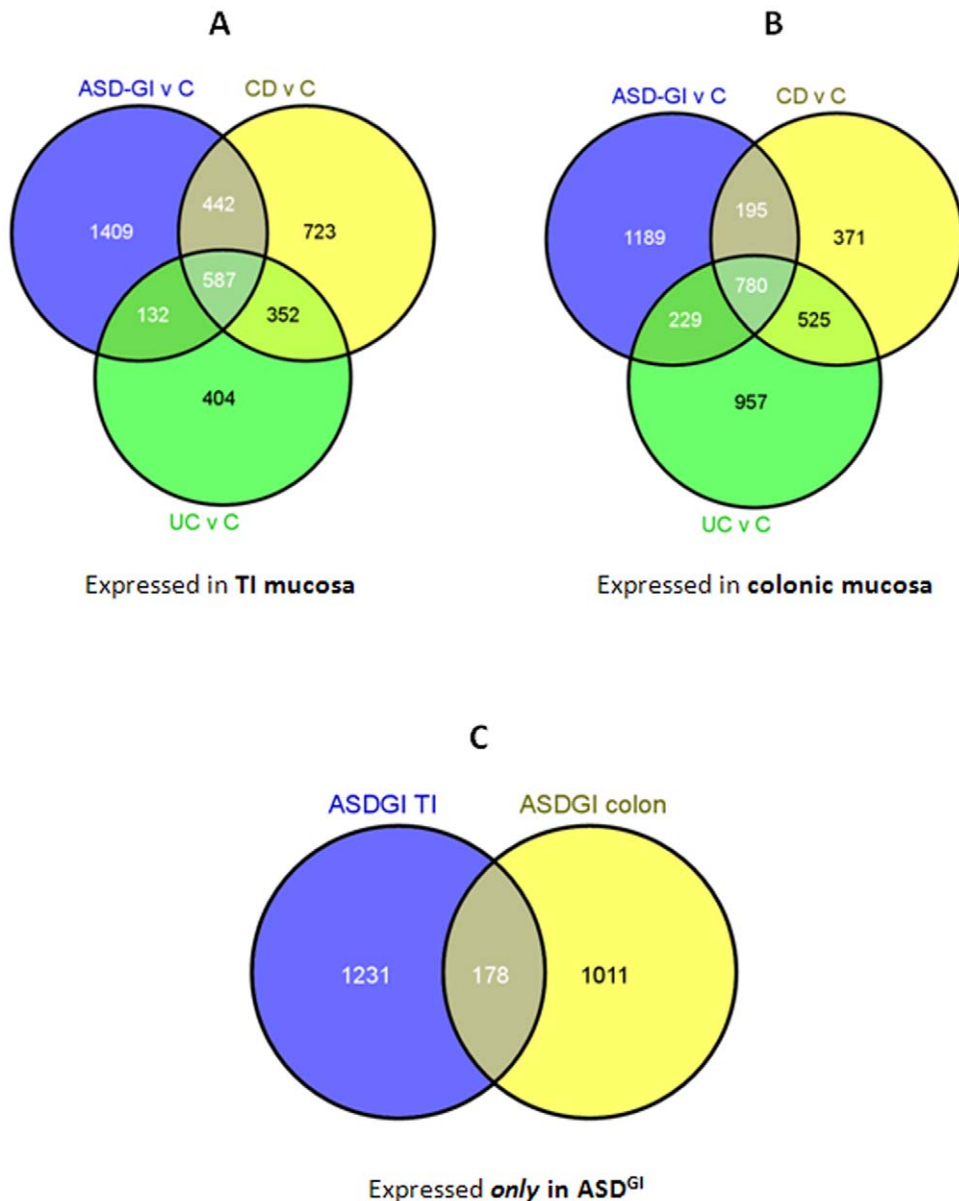 A
B
ASD-GI v C
CD v C
ASD-GI v C
CD v C
442
1409
723
587
132
352
404
195
1189
371
780
229
525
957
UC v C
UC v C
Expressed in TI mucosa
Expressed in colonic mucosa
C
ASDGI TI
ASDGI colon
1231
178
1011
Expressed only in ASDGI